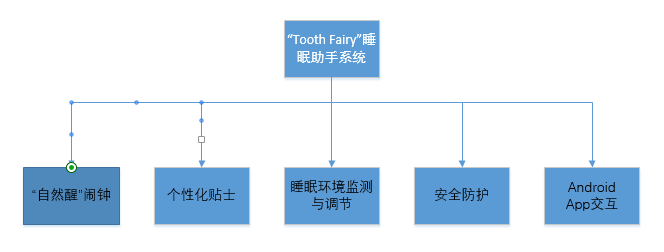 “Tooth Fairy”睡
眠助手系统
“自然醒”闹钟
个性化贴士
睡眠环境监测
与调节
安全防护
Android
App交互